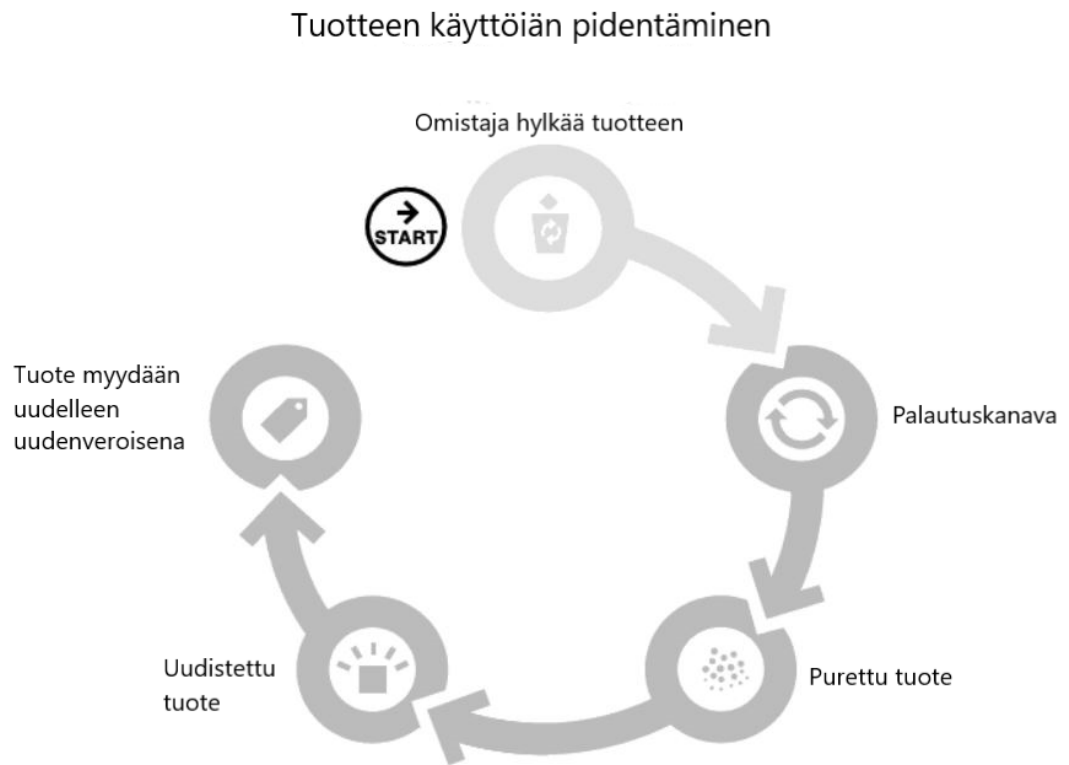 Tuotteen käyttöiän pidentäminen
Omistaja hylkää tuotteen
START
Palautuskanava
Purettu tuote
Uudistettu
tuote
Tuote myydään
uudelleen
uudenveroisena